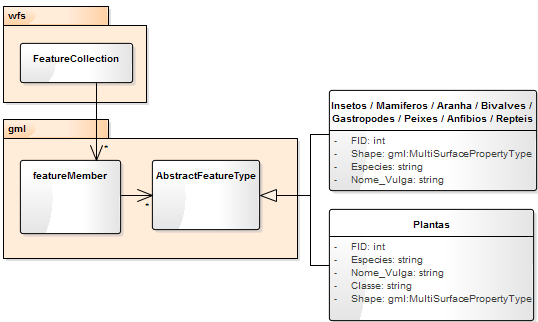 wfs
FeatureCollection
*
gml
featureMember
*
AbstractFeatureType
Insetos / Mamiferos / Aranha / Bivalves /
Gastropodes / Peixes / Anfibios / Repteis
- FID: int
- Shape: gml:MultiSurfacePropertyType
- Especies: string
- Nome_Vulga: string
Plantas
- FID: int
- Especies: string
- Nome_Vulga: string
- Classe: string
- Shape: gml:MultiSurfacePropertyType